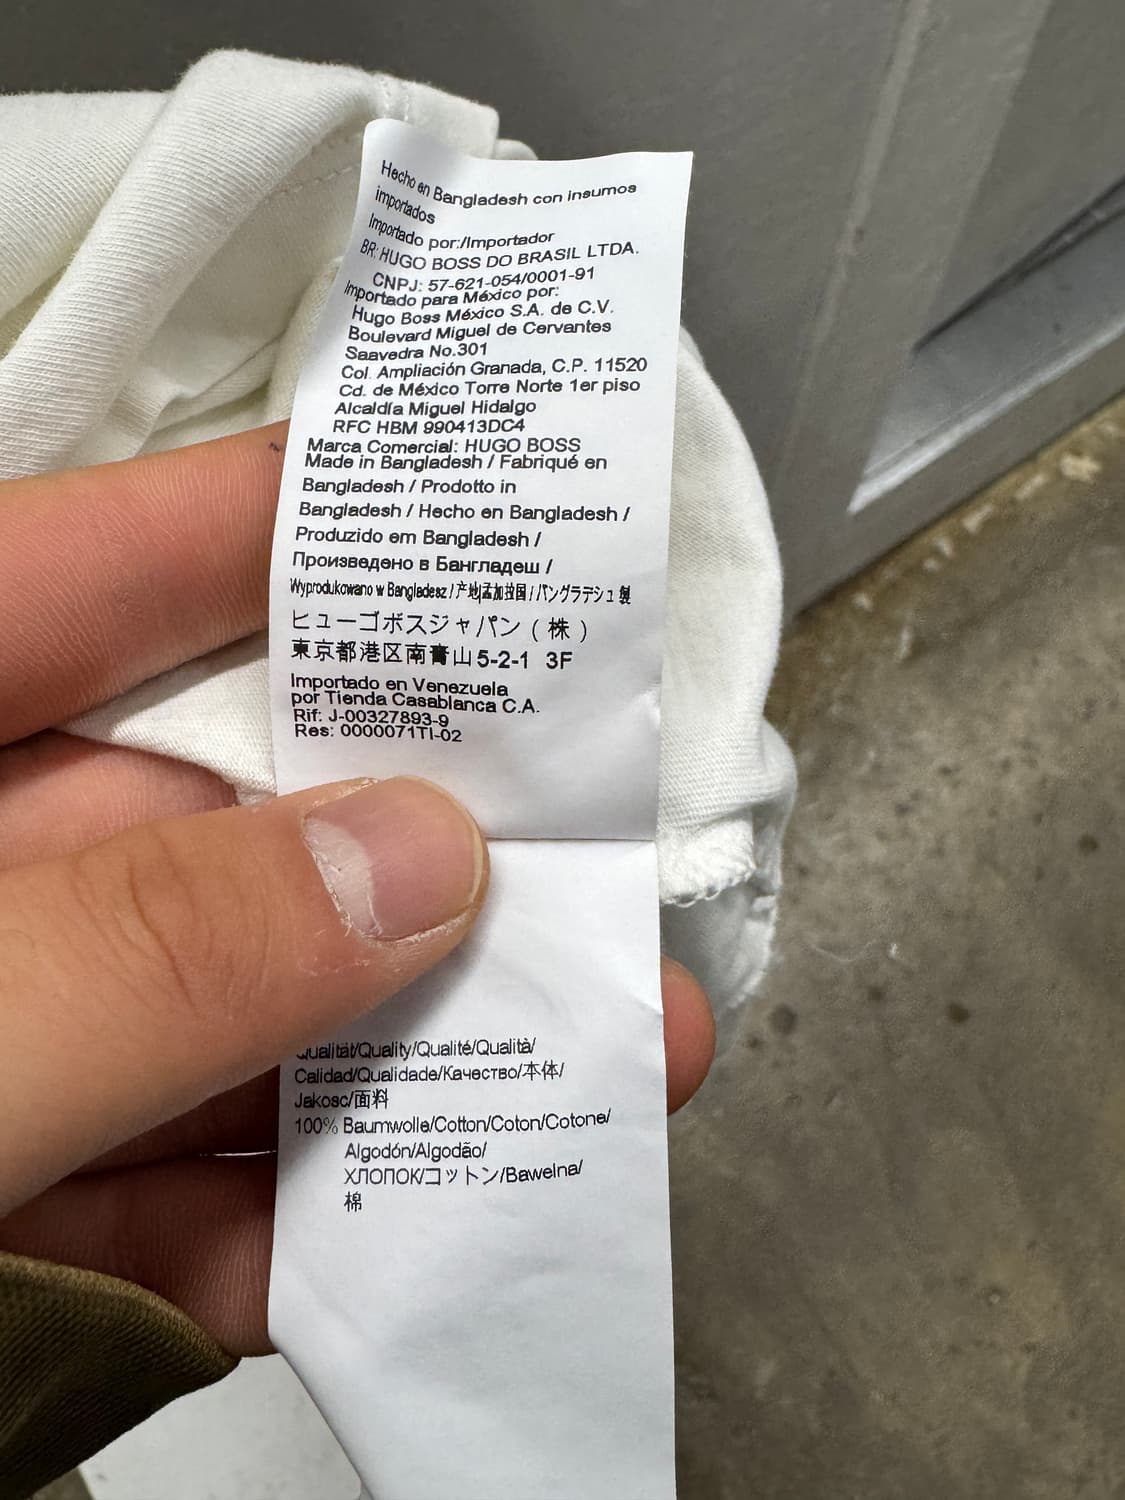 Hecho en Bangladesh con insumos
importados
Importado por:/Importador
BR: HUGO BOSS DO BRASIL LTDA.
CNPJ: 57-621-054/0001-91
Importado para México por:
Hugo Boss México S.A. de C.V.
Boulevard Miguel de Cervantes
Saavedra No.301
Col. Ampliación Granada, C.P. 11520
Cd. de México Torre Norte 1er piso
Alcaldía Miguel Hidalgo
RFC HBM 990413DC4
Marca Comercial: HUGO BOSS
Made in Bangladesh / Fabriqué en
Bangladesh / Prodotto in
Bangladesh / Hecho en Bangladesh /
Produzido em Bangladesh /
Произведено в Бангладеш /
Wyprodukowano w Bangladesz / 产地孟加拉国 / バングラデシュ 製
ヒューゴボスジャパン ( 株 )
東京都港区南青山 5-2-1 3F
Importado en Venezuela
por Tienda Casablanca C.A.
Rif: J-00327893-9
Res: 0000071TI-02
Qualität/Quality/Qualité/Qualità/
Calidad/Qualidade/Качество/本体/
Jakosc/面料
100% Baumwolle/Cotton/Coton/Cotone/
Algodón/Algodão/
ХЛОПОК/コットン/Bawelna/
棉